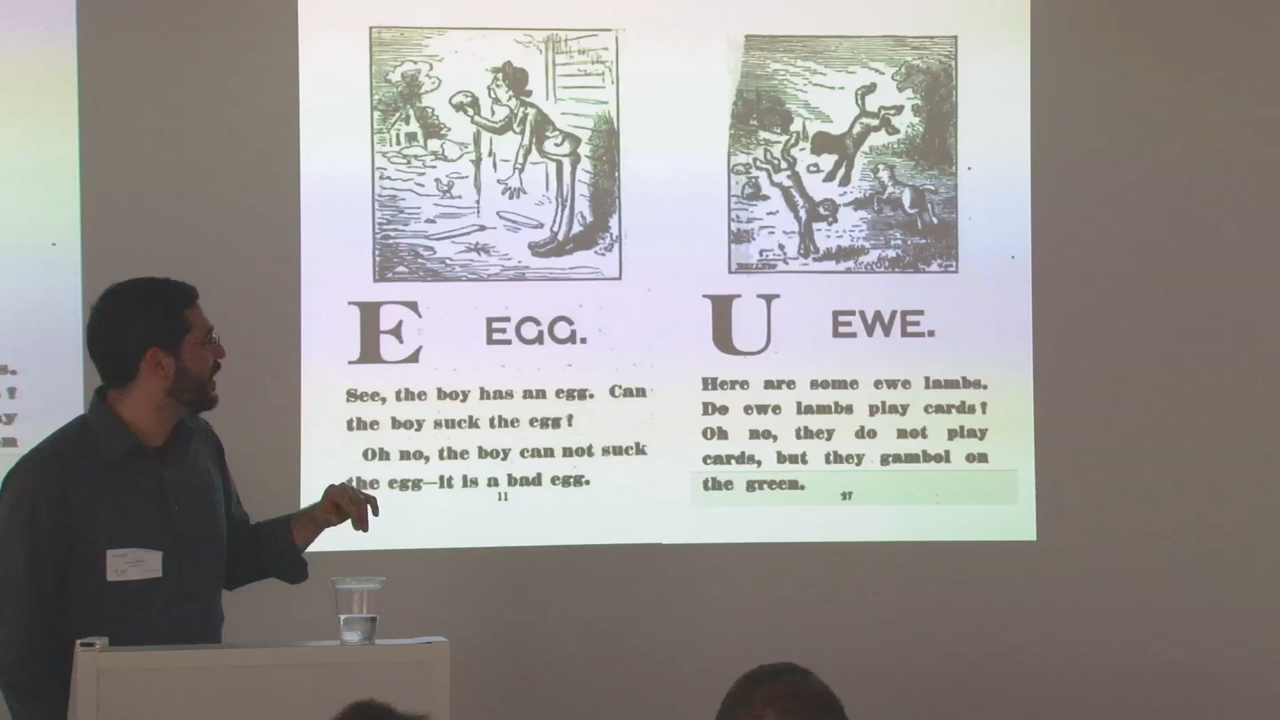 E EGG.
See, the boy has an egg. Can
the boy suck the egg?
Oh no, the boy can not suck
the egg—it is a bad egg.
11
U EWE.
Here are some ewe lambs.
Do ewe lambs play cards?
Oh no, they do not play
cards, but they gambol on
the green.
27